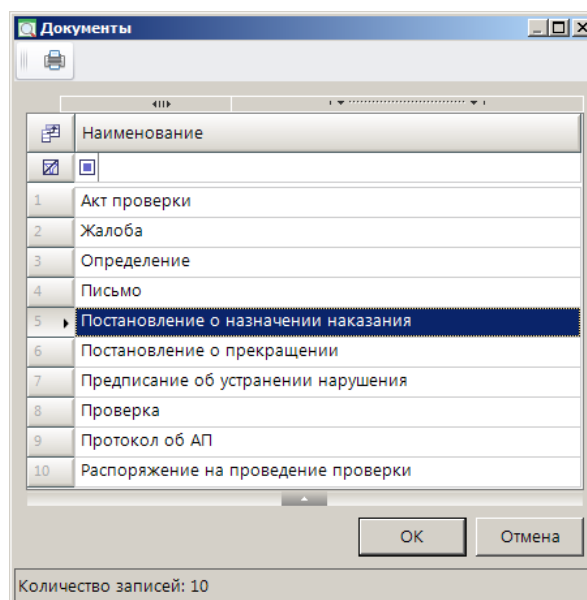 Документы
Наименование
1 Акт проверки
2 Жалоба
3 Определение
4 Письмо
5 Постановление о назначении наказания
6 Постановление о прекращении
7 Предписание об устранении нарушения
8 Проверка
9 Протокол об АП
10 Распоряжение на проведение проверки
ОК Отмена
Количество записей: 10